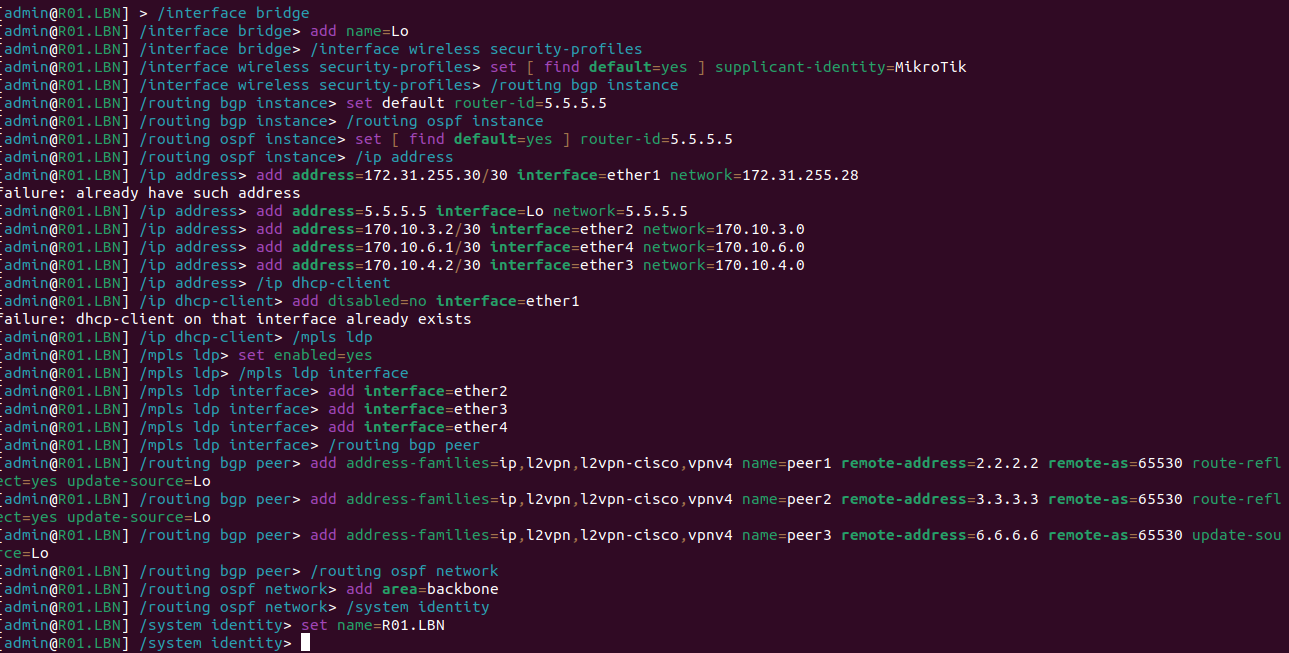 [admin@R01.LBN] > /interface bridge
[admin@R01.LBN] /interface bridge> add name=Lo
[admin@R01.LBN] /interface bridge> /interface wireless security-profiles
[admin@R01.LBN] /interface wireless security-profiles> set [ find default=yes ] supplicant-identity=MikroTik
[admin@R01.LBN] /interface wireless security-profiles> /routing bgp instance
[admin@R01.LBN] /routing bgp instance> set default router-id=5.5.5.5
[admin@R01.LBN] /routing bgp instance> /routing ospf instance
[admin@R01.LBN] /routing ospf instance> set [ find default=yes ] router-id=5.5.5.5
[admin@R01.LBN] /routing ospf instance> /ip address
[admin@R01.LBN] /ip address> add address=172.31.255.30/30 interface=ether1 network=172.31.255.28
failure: already have such address
[admin@R01.LBN] /ip address> add address=5.5.5.5 interface=Lo network=5.5.5.5
[admin@R01.LBN] /ip address> add address=170.10.3.2/30 interface=ether2 network=170.10.3.0
[admin@R01.LBN] /ip address> add address=170.10.6.1/30 interface=ether4 network=170.10.6.0
[admin@R01.LBN] /ip address> add address=170.10.4.2/30 interface=ether3 network=170.10.4.0
[admin@R01.LBN] /ip address> /ip dhcp-client
[admin@R01.LBN] /ip dhcp-client> add disabled=no interface=ether1
failure: dhcp-client on that interface already exists
[admin@R01.LBN] /ip dhcp-client> /mpls ldp
[admin@R01.LBN] /mpls ldp> set enabled=yes
[admin@R01.LBN] /mpls ldp> /mpls ldp interface
[admin@R01.LBN] /mpls ldp interface> add interface=ether2
[admin@R01.LBN] /mpls ldp interface> add interface=ether3
[admin@R01.LBN] /mpls ldp interface> add interface=ether4
[admin@R01.LBN] /mpls ldp interface> /routing bgp peer
[admin@R01.LBN] /routing bgp peer> add address-families=ip,l2vpn,l2vpn-cisco,vpnv4 name=peer1 remote-address=2.2.2.2 remote-as=65530 route-refl
ect=yes update-source=Lo
[admin@R01.LBN] /routing bgp peer> add address-families=ip,l2vpn,l2vpn-cisco,vpnv4 name=peer2 remote-address=3.3.3.3 remote-as=65530 route-refl
ect=yes update-source=Lo
[admin@R01.LBN] /routing bgp peer> add address-families=ip,l2vpn,l2vpn-cisco,vpnv4 name=peer3 remote-address=6.6.6.6 remote-as=65530 update-sou
rce=Lo
[admin@R01.LBN] /routing bgp peer> /routing ospf network
[admin@R01.LBN] /routing ospf network> add area=backbone
[admin@R01.LBN] /routing ospf network> /system identity
[admin@R01.LBN] /system identity> set name=R01.LBN
[admin@R01.LBN] /system identity>